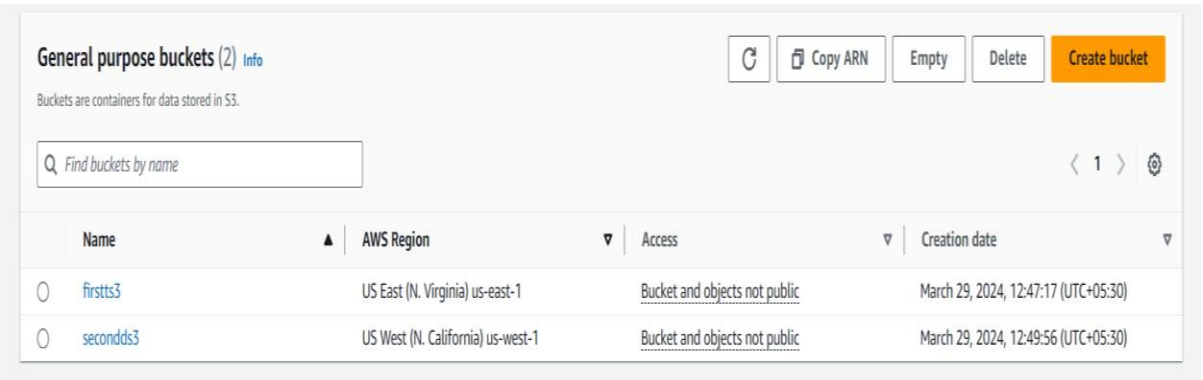 General purpose buckets (2) Info
Copy ARN
Empty
Delete
Create bucket
Buckets are containers for data stored in S3.
Find buckets by name
1
Name AWS Region Access Creation date
firstts3 US East (N. Virginia) us-east-1 Bucket and objects not public March 29, 2024, 12:47:17 (UTC+05:30)
secondds3 US West (N. California) us-west-1 Bucket and objects not public March 29, 2024, 12:49:56 (UTC+05:30)